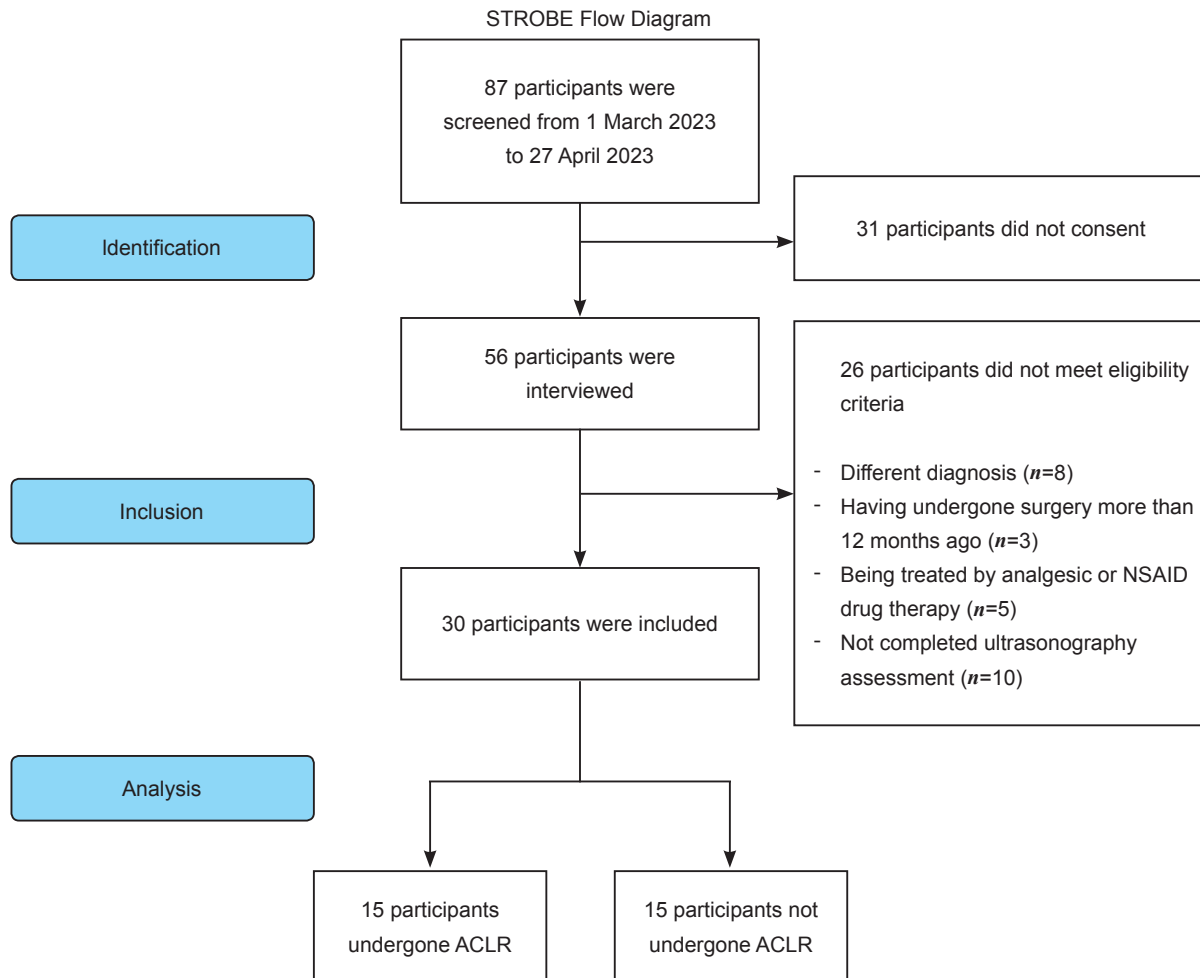 STROBE Flow Diagram
87 participants were
screened from 1 March 2023
to 27 April 2023
Identification
31 participants did not consent
56 participants were
interviewed
26 participants did not meet eligibility
criteria
- Different diagnosis (n=8)
- Having undergone surgery more than
12 months ago (n=3)
- Being treated by analgesic or NSAID
drug therapy (n=5)
- Not completed ultrasonography
assessment (n=10)
Inclusion
30 participants were included
Analysis
15 participants
undergone ACLR
15 participants not
undergone ACLR